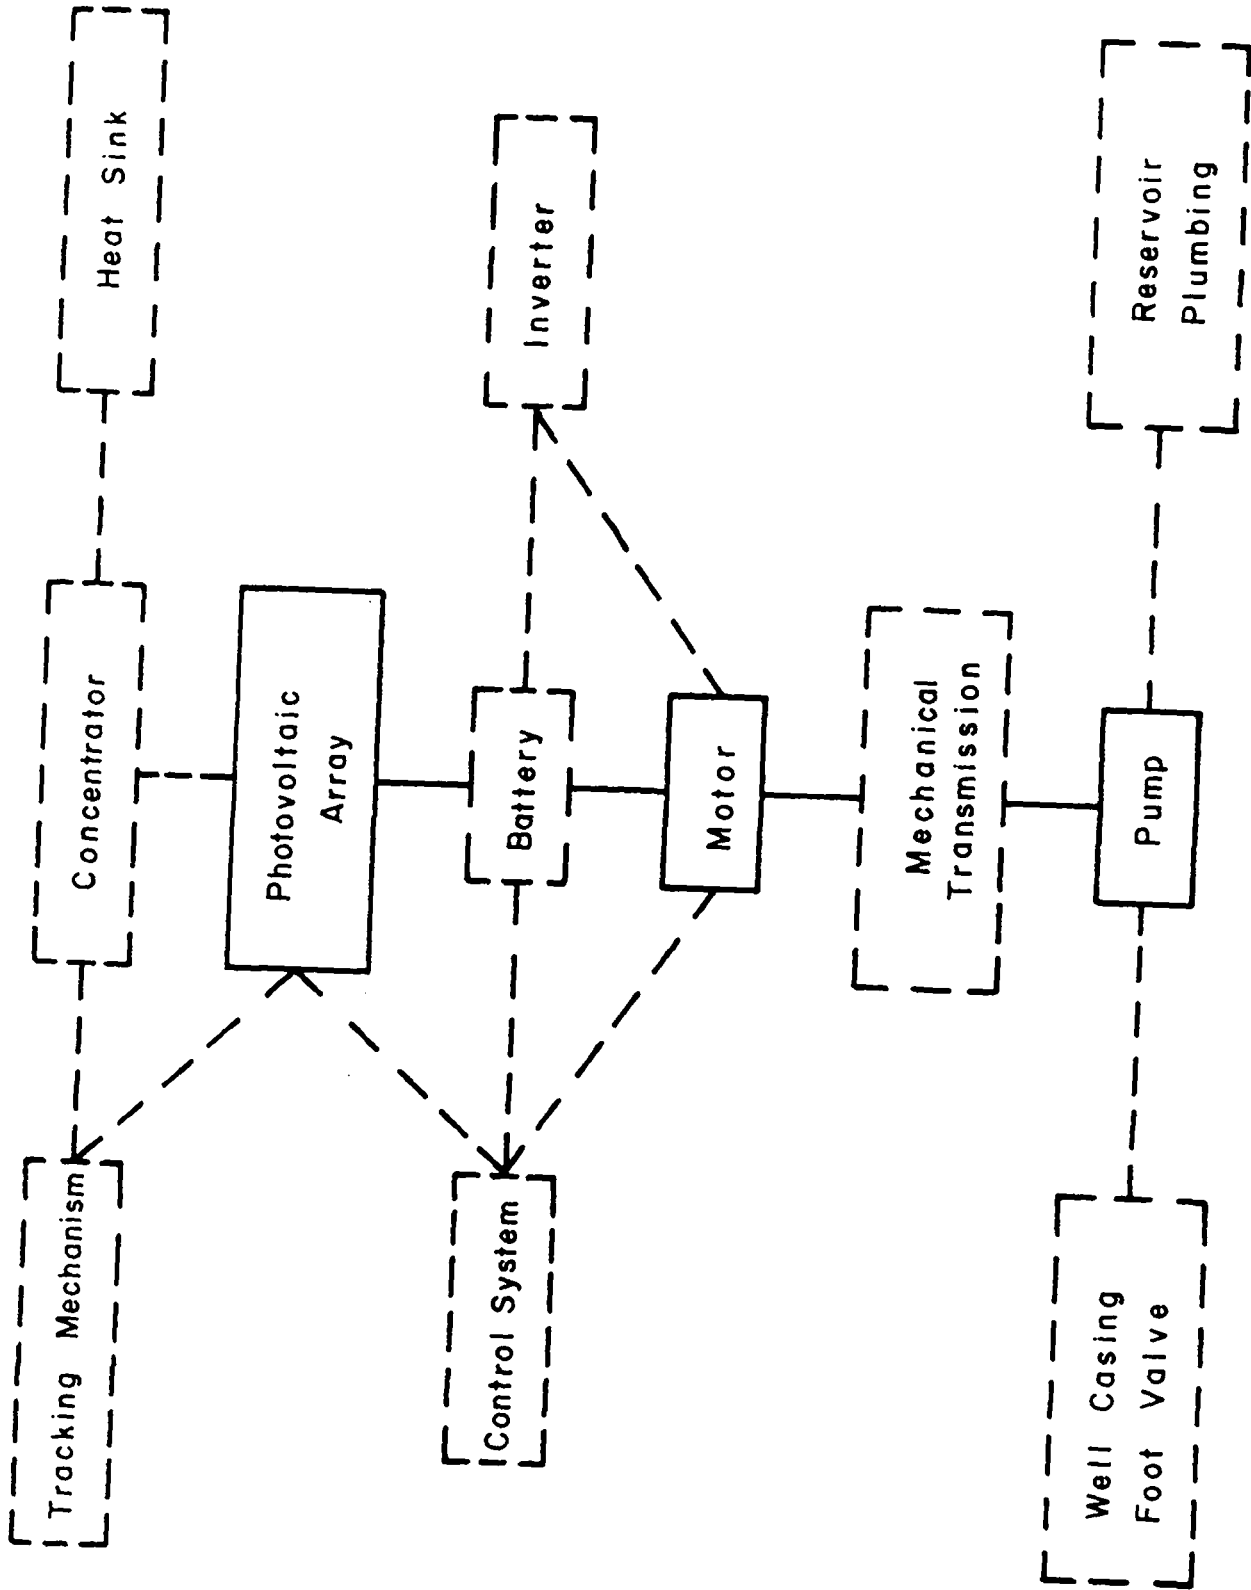 Tracking Mechanism
Concentrator
Heat Sink
Photovoltaic
Array
Control System
Battery
Inverter
Motor
Mechanical
Transmission
Well Casing
Foot Valve
Pump
Reservoir
Plumbing